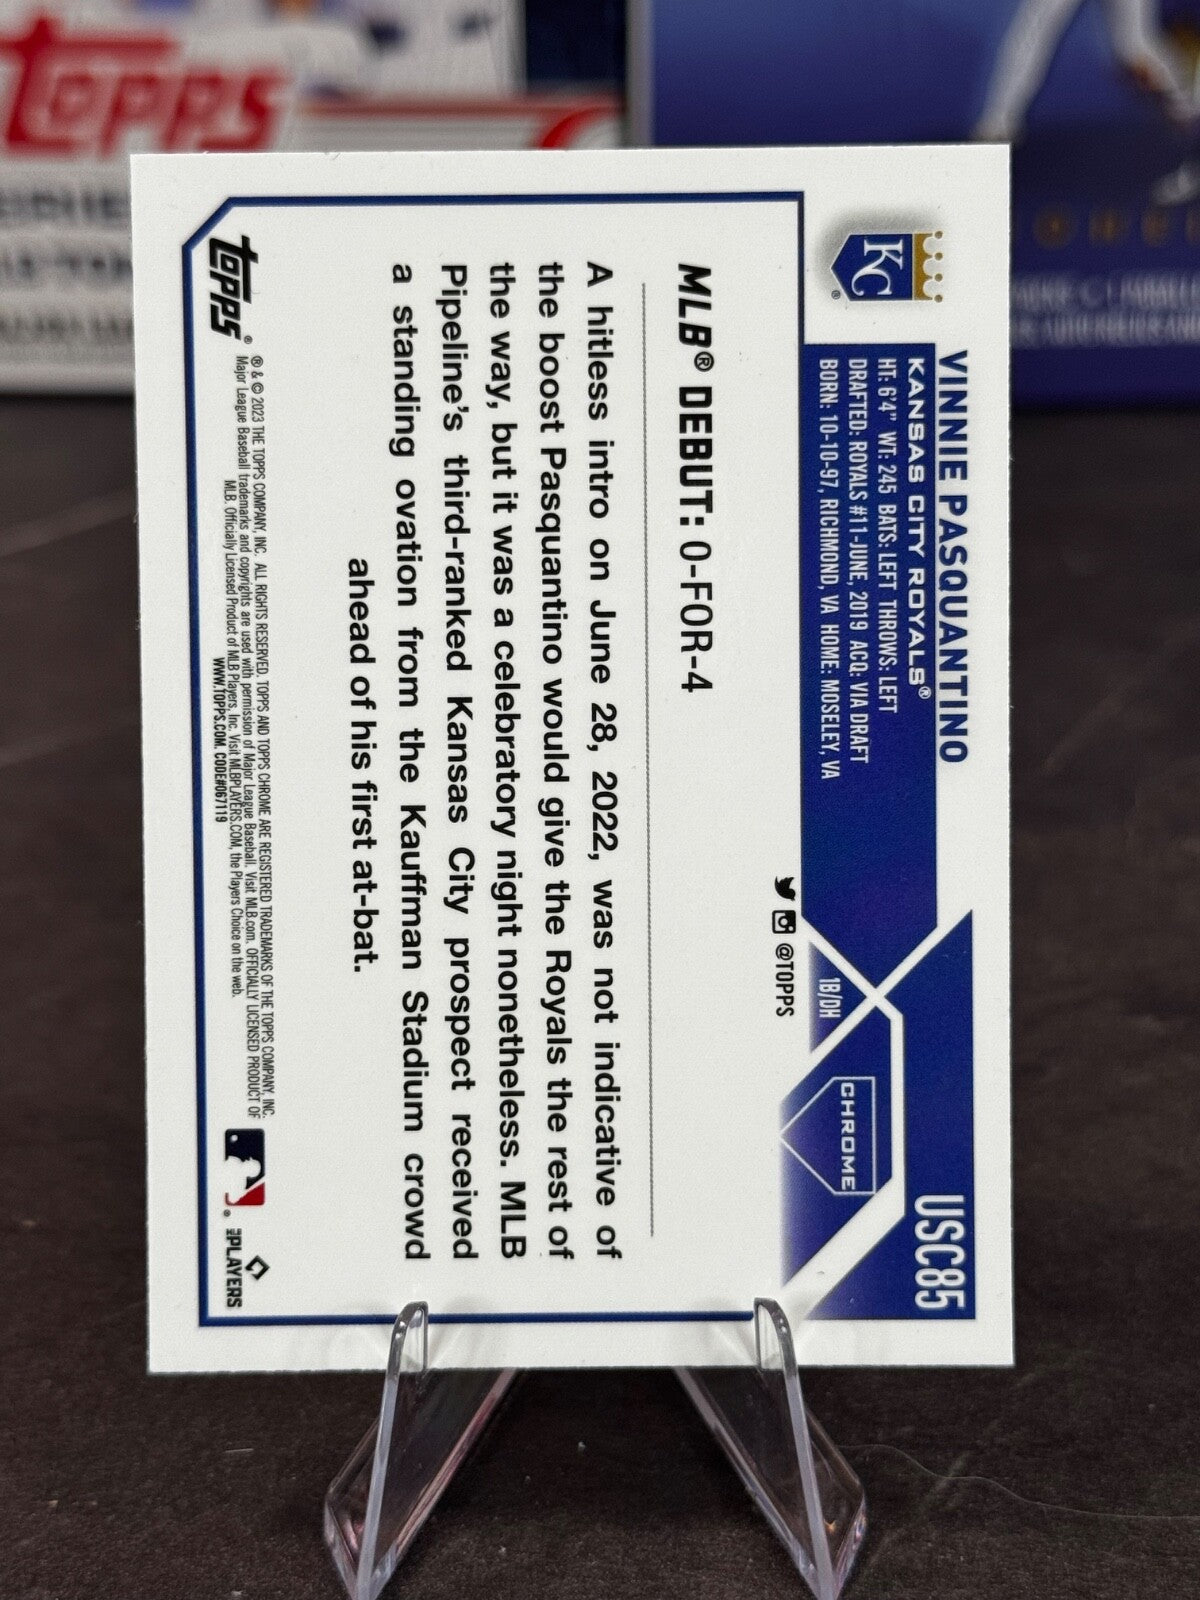 VINNIE PASQUANTINO
KANSAS CITY ROYALS®
HT: 6'4" WT: 245 BATS: LEFT THROWS: LEFT
DRAFTED: ROYALS #11-JUNE, 2019 ACQ: VIA DRAFT
BORN: 10-10-97, RICHMOND, VA HOME: MOSELEY, VA
KC
®
USC85
CHROME
1B/DH
@TOPPS
MLB® DEBUT: 0-FOR-4
A hitless intro on June 28, 2022, was not indicative of
the boost Pasquantino would give the Royals the rest of
the way, but it was a celebratory night nonetheless. MLB
Pipeline's third-ranked Kansas City prospect received
a standing ovation from the Kauffman Stadium crowd
ahead of his first at-bat.
TOPPS®
® & © 2023 THE TOPPS COMPANY, INC. ALL RIGHTS RESERVED. TOPPS AND TOPPS CHROME ARE REGISTERED TRADEMARKS OF THE TOPPS COMPANY, INC.
Major League Baseball trademarks and copyrights are used with permission of Major League Baseball. Visit MLB.com. OFFICIALLY LICENSED PRODUCT OF
MLB. Officially Licensed Product of MLB Players, Inc. Visit MLBPLAYERS.COM, the Players Choice on the web.
WWW.TOPPS.COM. CODE#067119
®
MLB PLAYERS
TOPPS